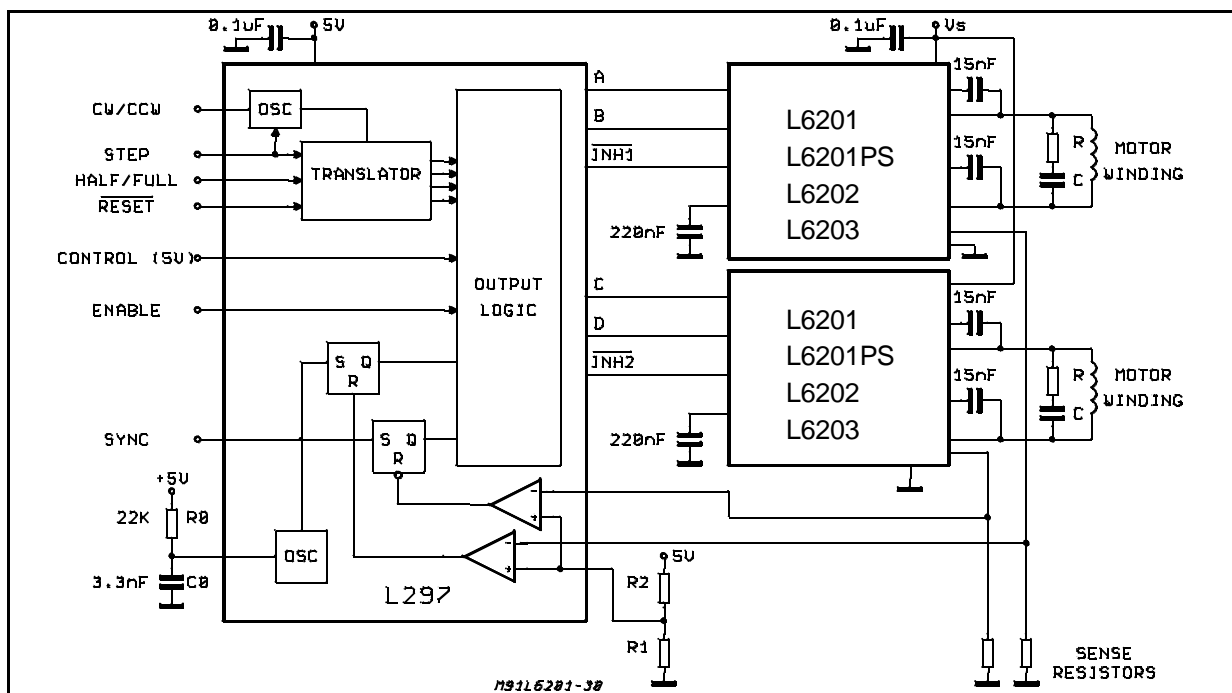 0.1uF
5V
0.1uF
Vs
15nF
A
CW/CCW
OSC
B
L6201
STEP
INH1
15nF
R
MOTOR
WINDING
TRANSLATOR
L6201PS
HALF/FULL
C
RESET
L6202
220nF
L6203
CONTROL (5V)
OUTPUT
LOGIC
C
15nF
ENABLE
D
L6201
S Q
R
INH2
L6201PS
15nF
R
MOTOR
WINDING
L6202
C
SYNC
S Q
R
220nF
L6203
+5V
-
+
22K
R0
-
+
5V
OSC
R2
3.3nF
C0
L297
R1
SENSE
RESISTORS
M91L6201-30